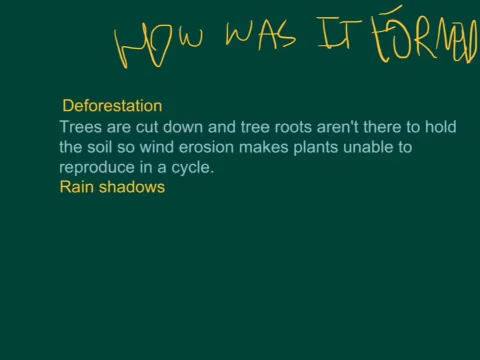 HOW WAS IT FORMED
Deforestation
Trees are cut down and tree roots aren't there to hold
the soil so wind erosion makes plants unable to
reproduce in a cycle.
Rain shadows